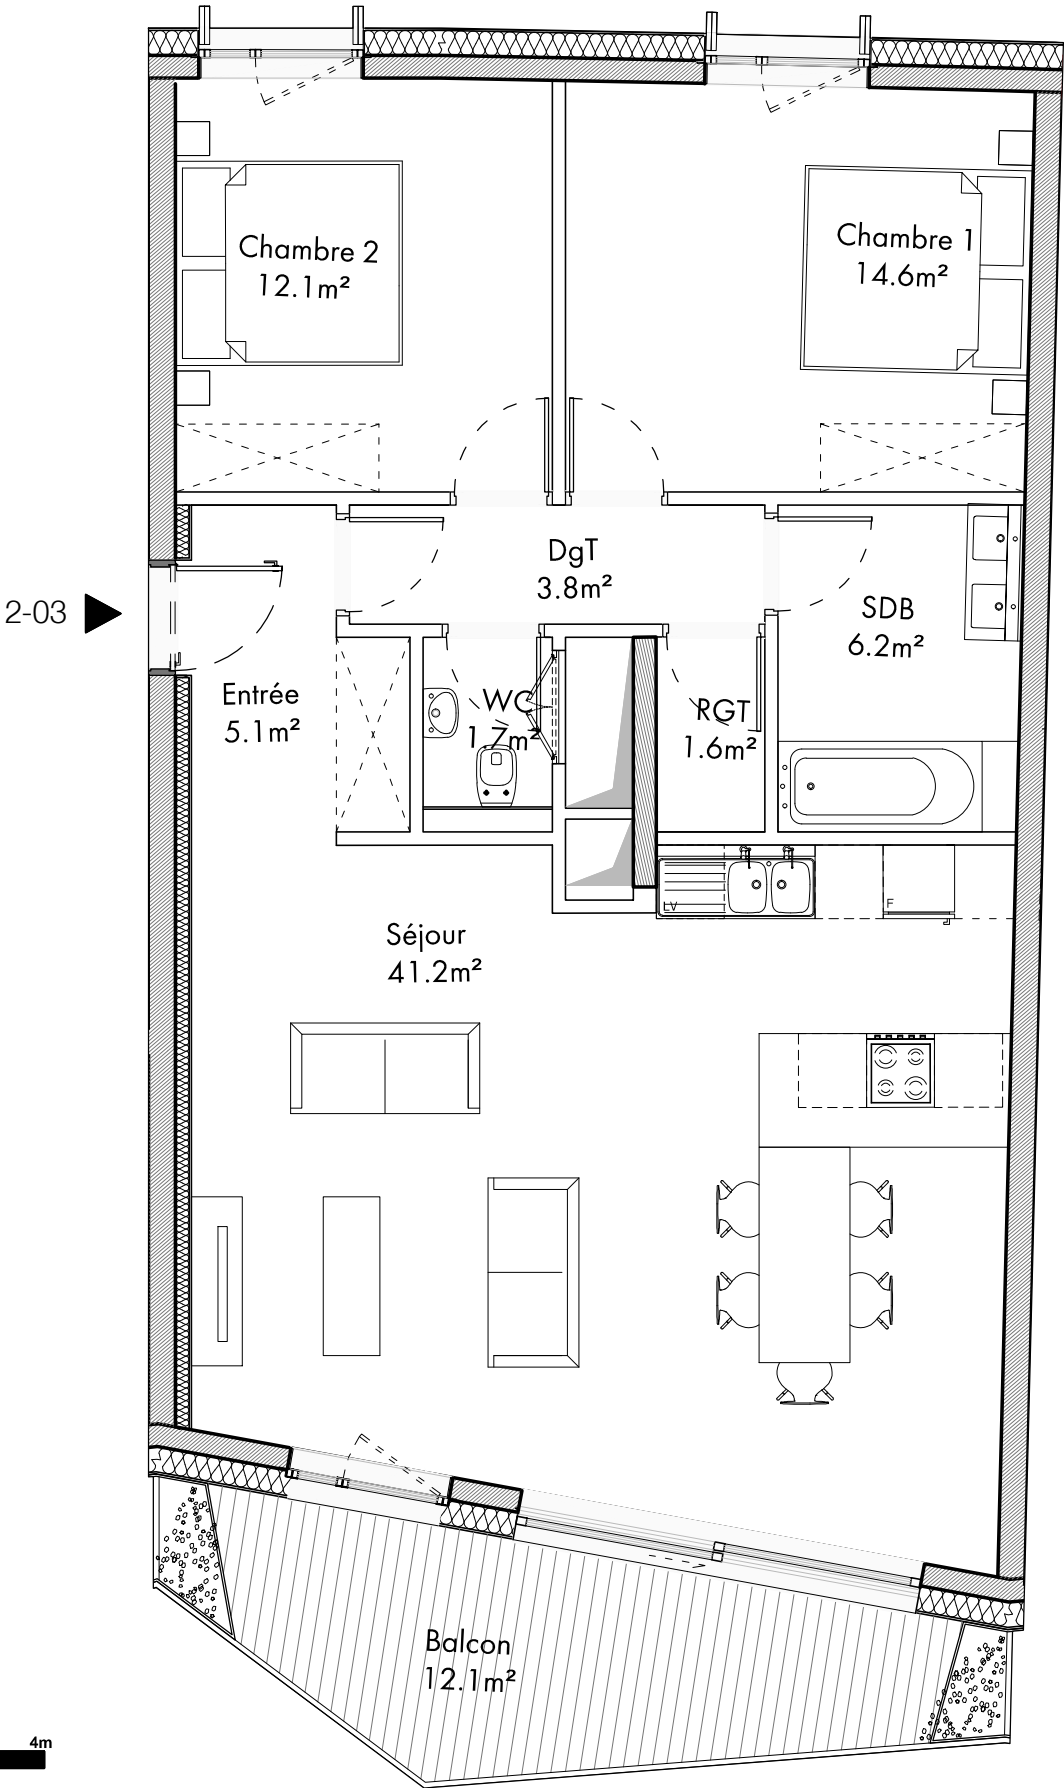 Chambre 2
12.1m²
Chambre 1
14.6m²
DgT
3.8m²
2-03
SDB
6.2m²
Entrée
5.1m²
WC
1.7m²
RGT
1.6m²
LV
F
Séjour
41.2m²
Balcon
12.1m²
4m